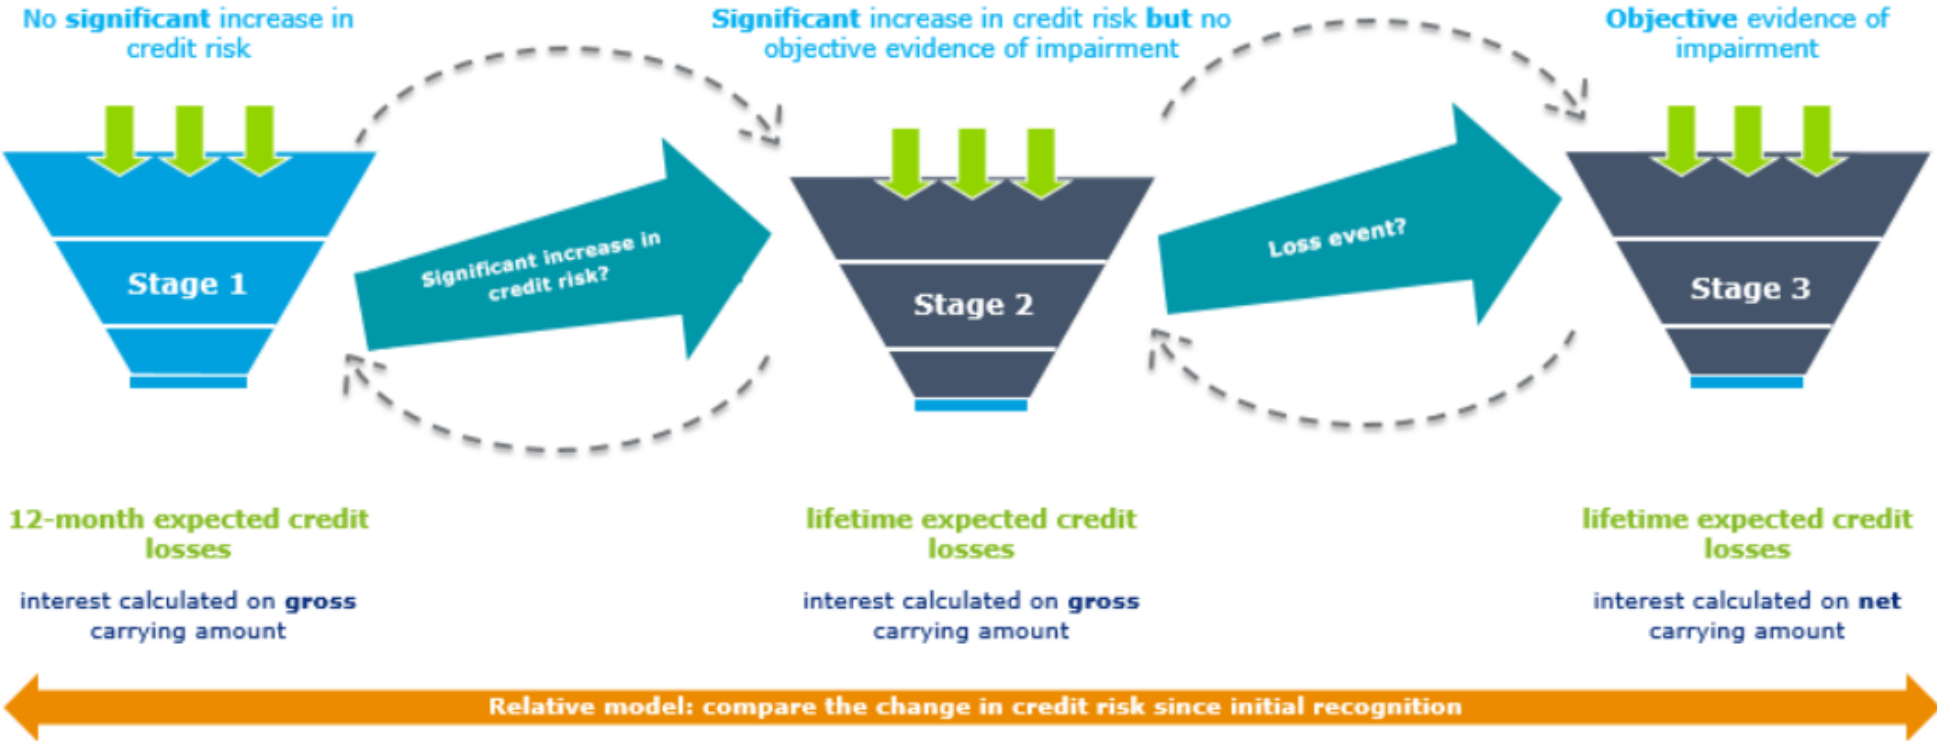 No significant increase in
credit risk
Significant increase in credit risk but no
objective evidence of impairment
Objective evidence of
impairment
Stage 1
Significant increase in
credit risk?
Stage 2
Loss event?
Stage 3
12-month expected credit
losses
lifetime expected credit
losses
lifetime expected credit
losses
interest calculated on gross
carrying amount
interest calculated on gross
carrying amount
interest calculated on net
carrying amount
Relative model: compare the change in credit risk since initial recognition